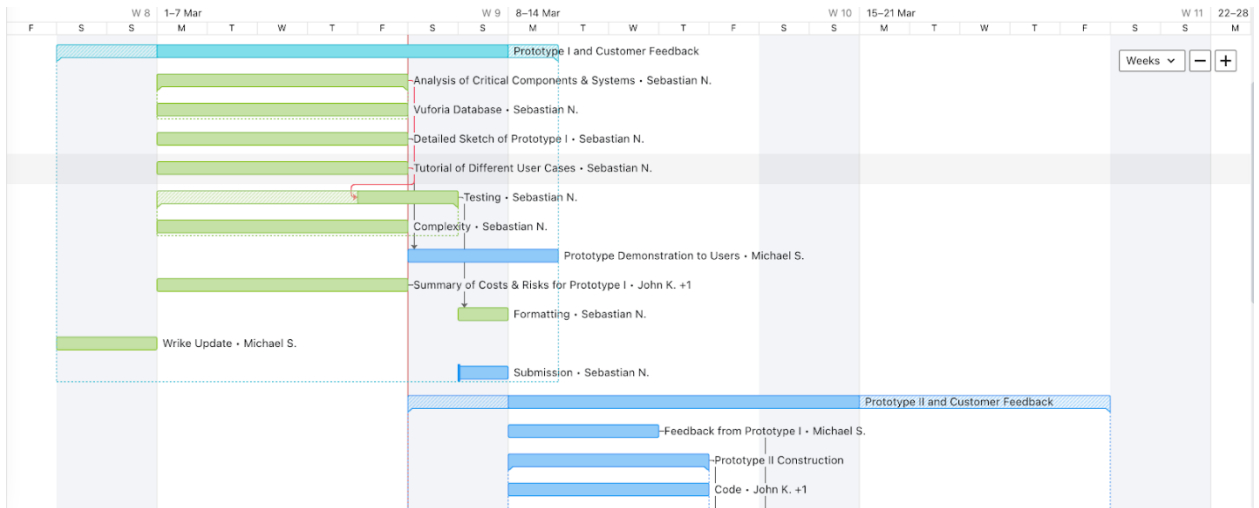 W 8 1–7 Mar W 9 8–14 Mar W 10 15–21 Mar W 11 22–28
F S S M T W T F S S M T W T F S S M T W T F S S M
Prototype I and Customer Feedback
Weeks
Analysis of Critical Components & Systems • Sebastian N.
Vuforia Database • Sebastian N.
Detailed Sketch of Prototype I • Sebastian N.
Tutorial of Different User Cases • Sebastian N.
Testing • Sebastian N.
Complexity • Sebastian N.
Prototype Demonstration to Users • Michael S.
Summary of Costs & Risks for Prototype I • John K. +1
Formatting • Sebastian N.
Wrike Update • Michael S.
Submission • Sebastian N.
Prototype II and Customer Feedback
Feedback from Prototype I • Michael S.
Prototype II Construction
Code • John K. +1